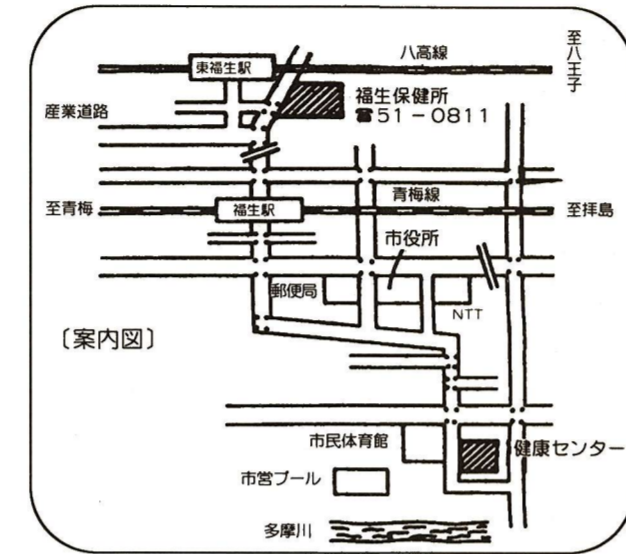 八高線
至八王子
東福生駅
産業道路
福生保健所
☎51-0811
青梅線
至青梅
福生駅
至拝島
市役所
郵便局
NTT
〔案内図〕
市民体育館
健康センター
市営プール
多摩川